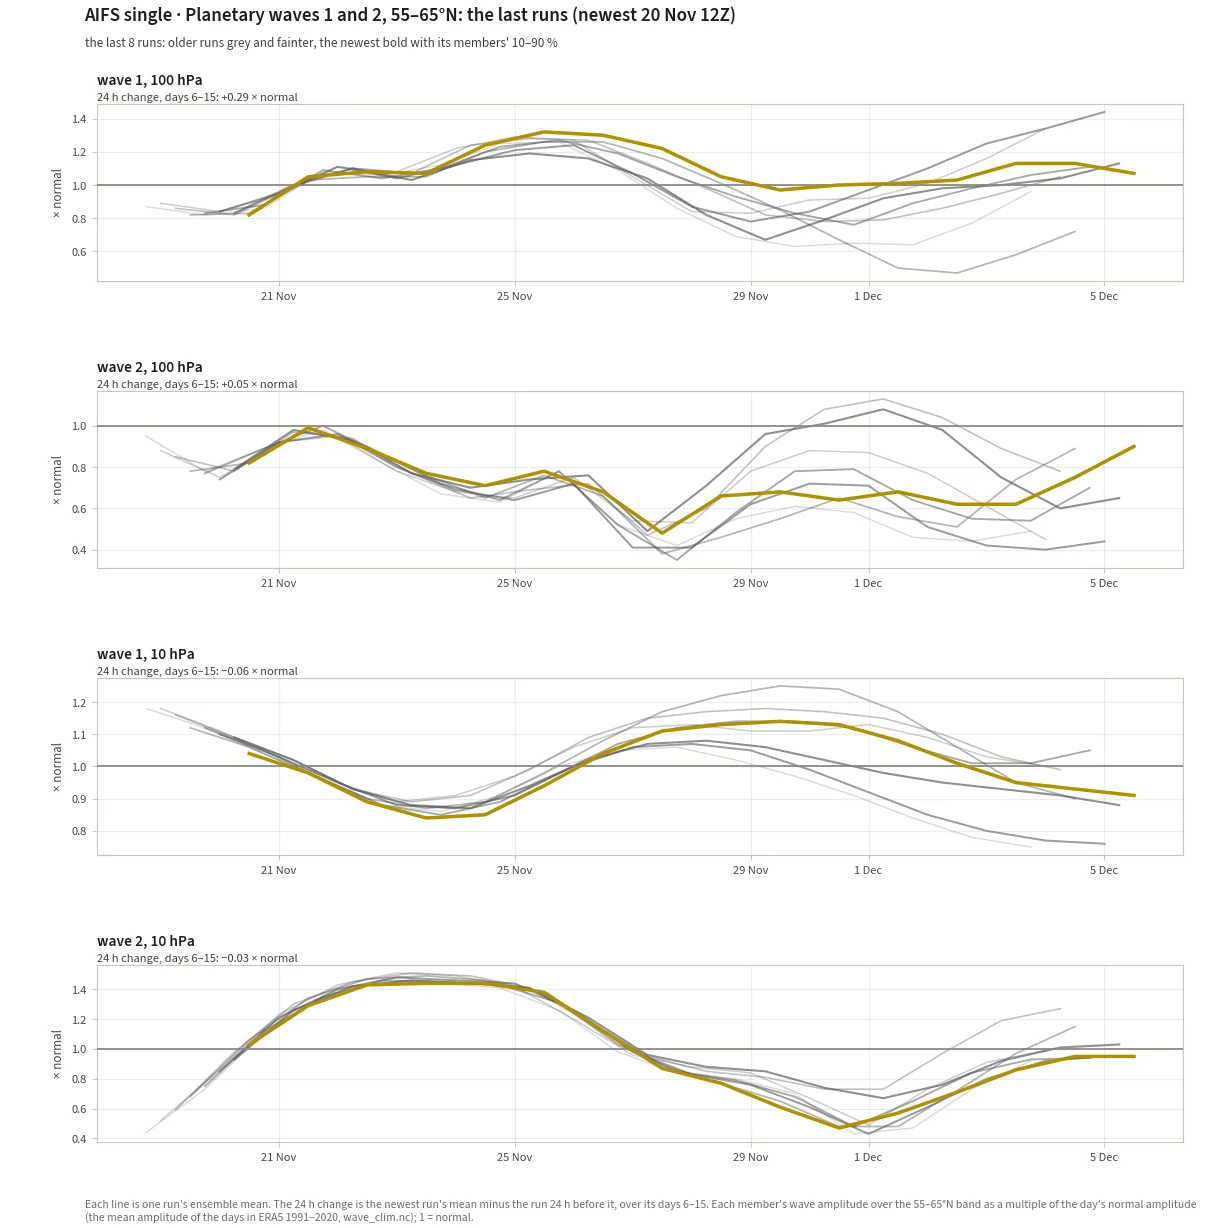 AIFS single · Planetary waves 1 and 2, 55–65°N: the last runs (newest 20 Nov 12Z)
the last 8 runs: older runs grey and fainter, the newest bold with its members' 10–90 %
wave 1, 100 hPa
24 h change, days 6–15: +0.29 × normal
1.4
1.2
1.0
0.8
0.6
× normal
21 Nov
25 Nov
29 Nov
1 Dec
5 Dec
wave 2, 100 hPa
24 h change, days 6–15: +0.05 × normal
1.0
0.8
0.6
0.4
× normal
21 Nov
25 Nov
29 Nov
1 Dec
5 Dec
wave 1, 10 hPa
24 h change, days 6–15: −0.06 × normal
1.2
1.1
1.0
0.9
0.8
× normal
21 Nov
25 Nov
29 Nov
1 Dec
5 Dec
wave 2, 10 hPa
24 h change, days 6–15: −0.03 × normal
1.4
1.2
1.0
0.8
0.6
0.4
× normal
21 Nov
25 Nov
29 Nov
1 Dec
5 Dec
Each line is one run's ensemble mean. The 24 h change is the newest run's mean minus the run 24 h before it, over its days 6–15. Each member's wave amplitude over the 55–65°N band as a multiple of the day's normal amplitude
(the mean amplitude of the days in ERA5 1991–2020, wave_clim.nc); 1 = normal.